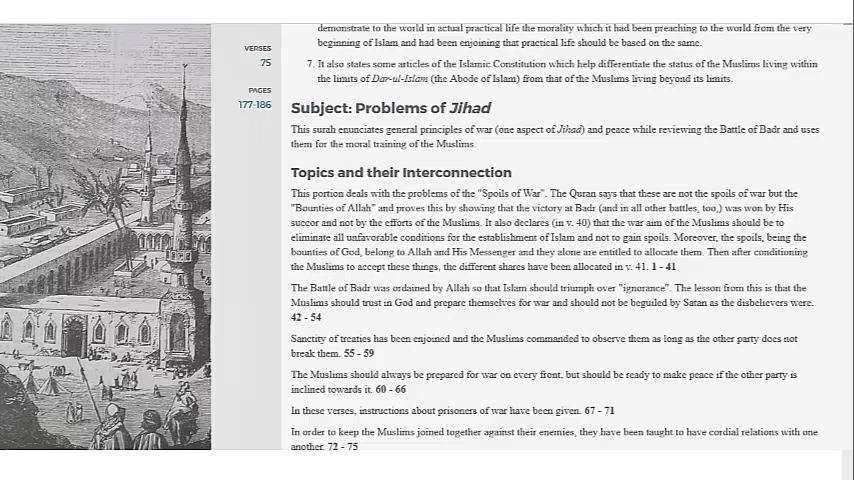 demonstrate to the world in actual practical life the morality which it had been preaching to the world from the very
beginning of Islam and had been enjoining that practical life should be based on the same.
7. It also states some articles of the Islamic Constitution which help differentiate the status of the Muslims living within
the limits of Dar-ul-Islam (the Abode of Islam) from that of the Muslims living beyond its limits.
VERSES
75
PAGES
177-186
Subject: Problems of Jihad
This surah enunciates general principles of war (one aspect of Jihad) and peace while reviewing the Battle of Badr and uses
them for the moral training of the Muslims.
Topics and their Interconnection
This portion deals with the problems of the "Spoils of War". The Quran says that these are not the spoils of war but the
"Bounties of Allah" and proves this by showing that the victory at Badr (and in all other battles, too,) was won by His
succor and not by the efforts of the Muslims. It also declares (in v. 40) that the war aim of the Muslims should be to
eliminate all unfavorable conditions for the establishment of Islam and not to gain spoils. Moreover, the spoils, being the
bounties of God, belong to Allah and His Messenger and they alone are entitled to allocate them. Then after conditioning
the Muslims to accept these things, the different shares have been allocated in v. 41. 1 - 41
The Battle of Badr was ordained by Allah so that Islam should triumph over "ignorance". The lesson from this is that the
Muslims should trust in God and prepare themselves for war and should not be beguiled by Satan as the disbelievers were.
42 - 54
Sanctity of treaties has been enjoined and the Muslims commanded to observe them as long as the other party does not
break them. 55 - 59
The Muslims should always be prepared for war on every front, but should be ready to make peace if the other party is
inclined towards it. 60 - 66
In these verses, instructions about prisoners of war have been given. 67 - 71
In order to keep the Muslims joined together against their enemies, they have been taught to have cordial relations with one
another. 72 - 75